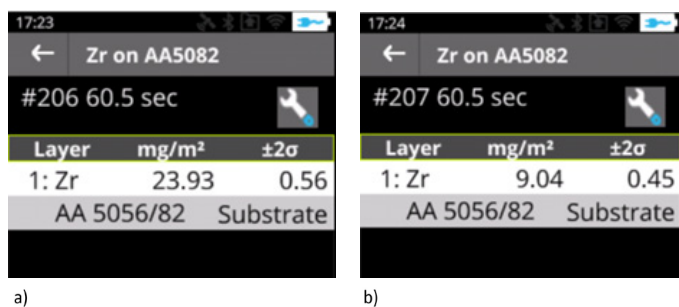 17:23
Zr on AA5082
#206 60.5 sec
Layer mg/m² ±2σ
1: Zr 23.93 0.56
AA 5056/82 Substrate
a)
17:24
Zr on AA5082
#207 60.5 sec
Layer mg/m² ±2σ
1: Zr 9.04 0.45
AA 5056/82 Substrate
b)